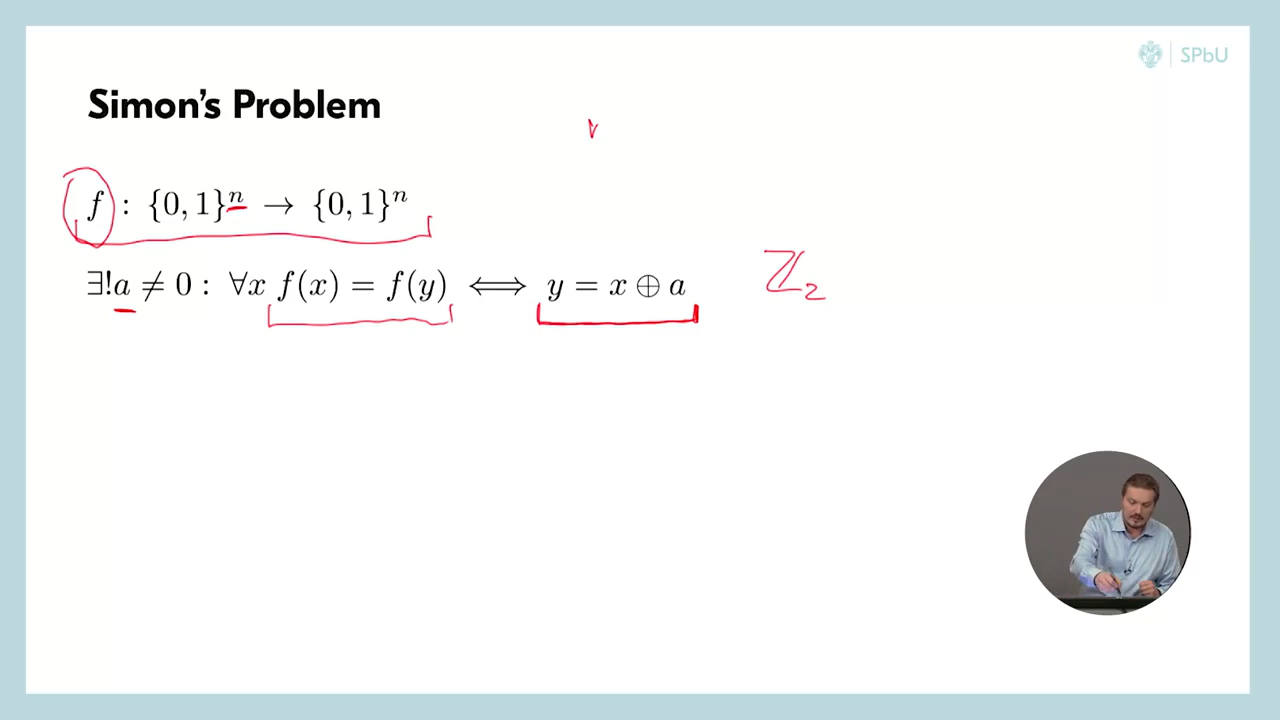 SPbU
Simon's Problem
f : {0, 1}ⁿ → {0, 1}ⁿ
∃!a ≠ 0 : ∀x f(x) = f(y) ⟺ y = x ⊕ a
ℤ₂